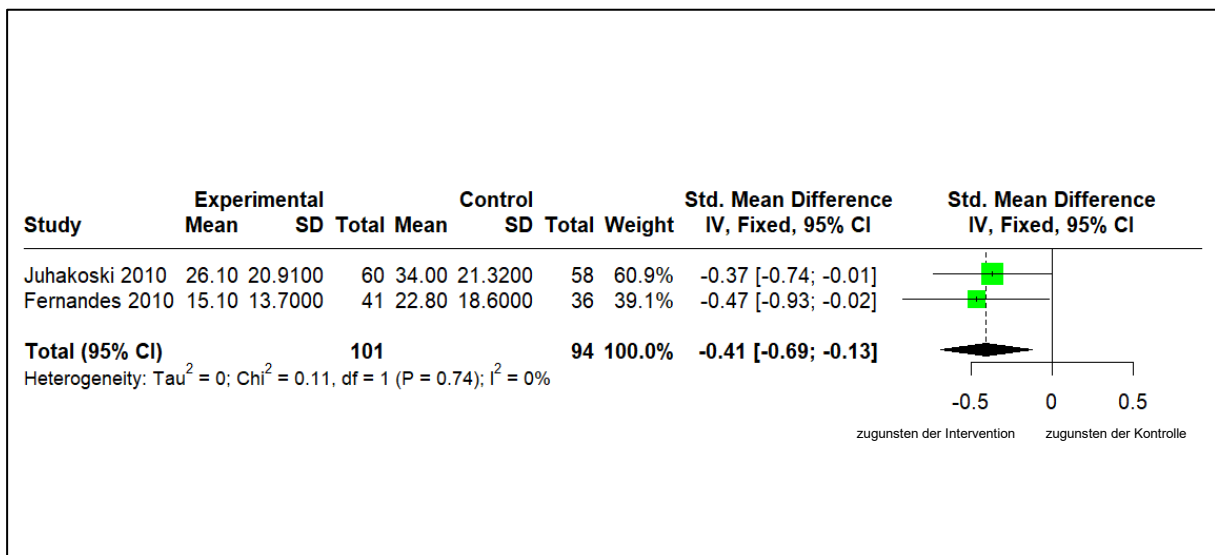 Experimental Control Std. Mean Difference Std. Mean Difference
Study Mean SD Total Mean SD Total Weight IV, Fixed, 95% CI IV, Fixed, 95% CI
Juhakoski 2010 26.10 20.9100 60 34.00 21.3200 58 60.9% -0.37 [-0.74; -0.01]
Fernandes 2010 15.10 13.7000 41 22.80 18.6000 36 39.1% -0.47 [-0.93; -0.02]
Total (95% CI) 101 94 100.0% -0.41 [-0.69; -0.13]
Heterogeneity: Tau² = 0; Chi² = 0.11, df = 1 (P = 0.74); I² = 0%
-0.5 0 0.5
zugunsten der Intervention zugunsten der Kontrolle